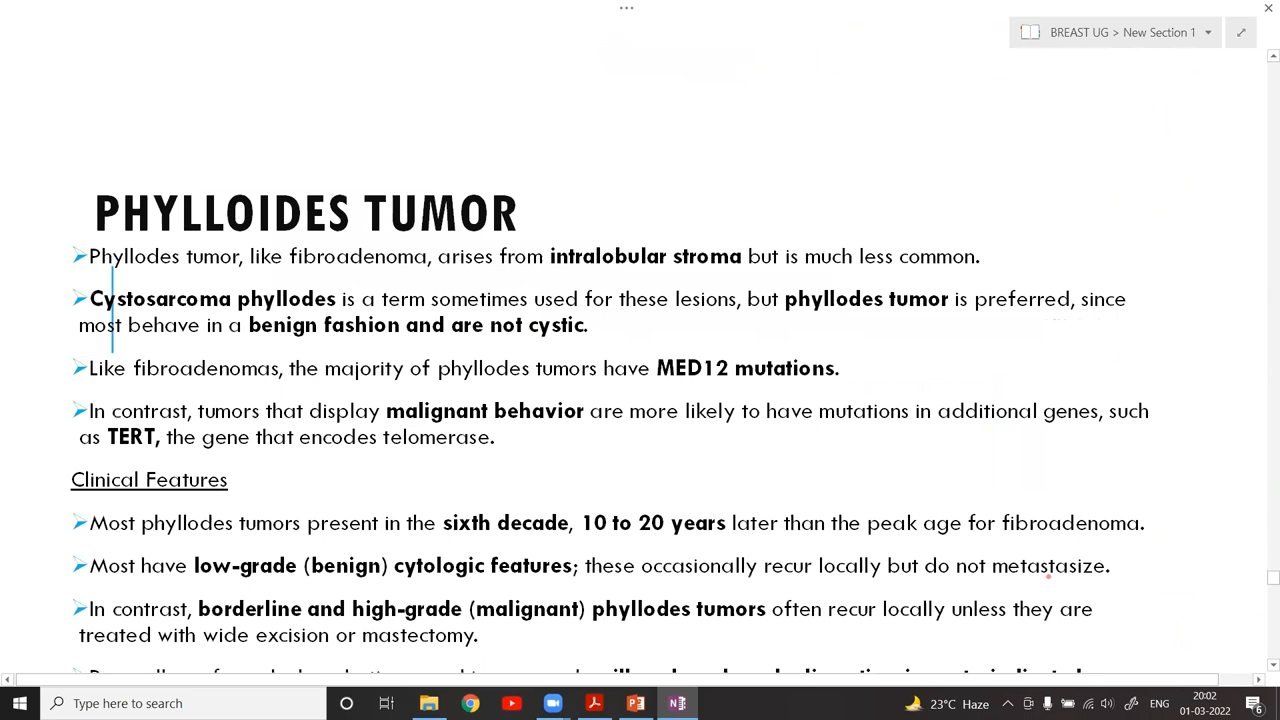 BREAST UG > New Section 1
PHYLLOIDES TUMOR
Phyllodes tumor, like fibroadenoma, arises from intralobular stroma but is much less common.
Cystosarcoma phyllodes is a term sometimes used for these lesions, but phyllodes tumor is preferred, since
most behave in a benign fashion and are not cystic.
Like fibroadenomas, the majority of phyllodes tumors have MED12 mutations.
In contrast, tumors that display malignant behavior are more likely to have mutations in additional genes, such
as TERT, the gene that encodes telomerase.
Clinical Features
Most phyllodes tumors present in the sixth decade, 10 to 20 years later than the peak age for fibroadenoma.
Most have low-grade (benign) cytologic features; these occasionally recur locally but do not metastasize.
In contrast, borderline and high-grade (malignant) phyllodes tumors often recur locally unless they are
treated with wide excision or mastectomy.
Type here to search
23°C Haze
ENG
20:02
01-03-2022
6